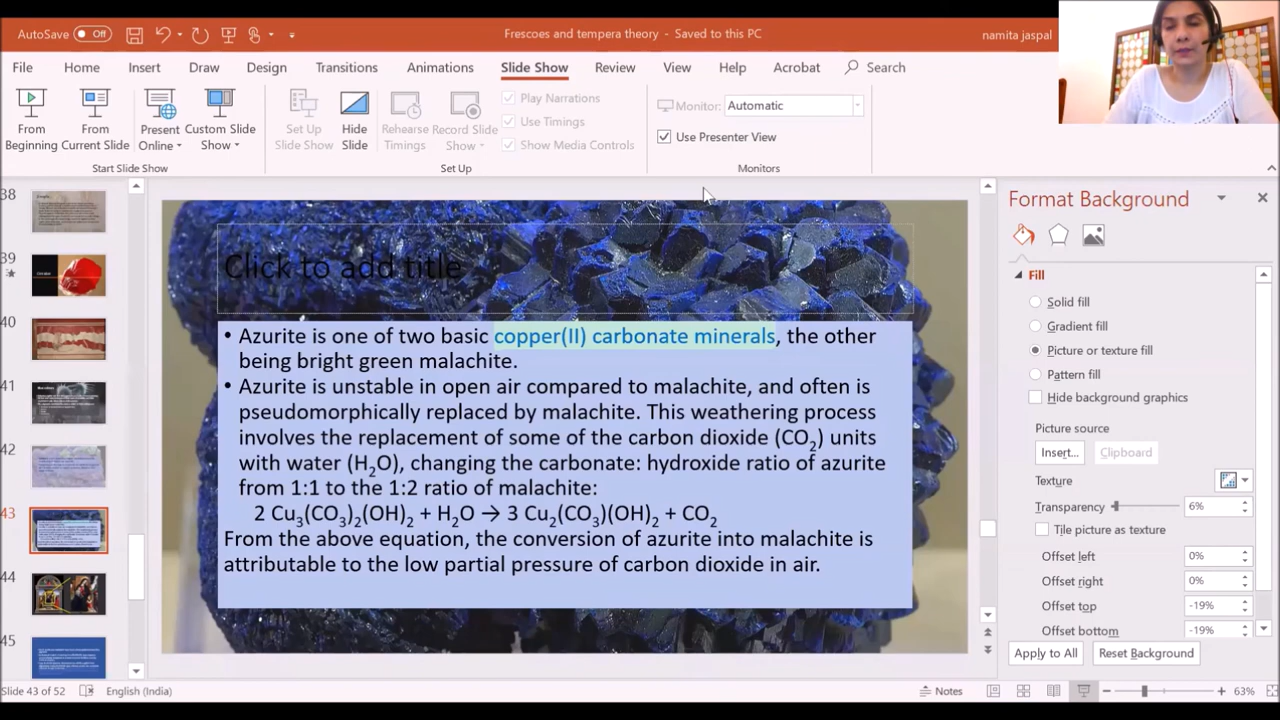 AutoSave Off Frescoes and tempera theory - Saved to this PC namita jaspal
File Home Insert Draw Design Transitions Animations Slide Show Review View Help Acrobat Search
From Beginning
From Current Slide
Present Online
Custom Slide Show
Start Slide Show
Set Up Slide Show
Hide Slide
Rehearse Timings
Record Slide Show
Play Narrations
Use Timings
Show Media Controls
Set Up
Monitor: Automatic
Use Presenter View
Monitors
38
39
40
41
42
43
44
45
Click to add title
• Azurite is one of two basic copper(II) carbonate minerals, the other
being bright green malachite.
• Azurite is unstable in open air compared to malachite, and often is
pseudomorphically replaced by malachite. This weathering process
involves the replacement of some of the carbon dioxide (CO2) units
with water (H2O), changing the carbonate: hydroxide ratio of azurite
from 1:1 to the 1:2 ratio of malachite:
2 Cu3(CO3)2(OH)2 + H2O → 3 Cu2(CO3)(OH)2 + CO2
From the above equation, the conversion of azurite into malachite is
attributable to the low partial pressure of carbon dioxide in air.
Format Background
Fill
Solid fill
Gradient fill
Picture or texture fill
Pattern fill
Hide background graphics
Picture source
Insert... Clipboard
Texture
Transparency 6%
Tile picture as texture
Offset left 0%
Offset right 0%
Offset top -19%
Offset bottom -19%
Apply to All Reset Background
Slide 43 of 52 English (India) Notes 63%